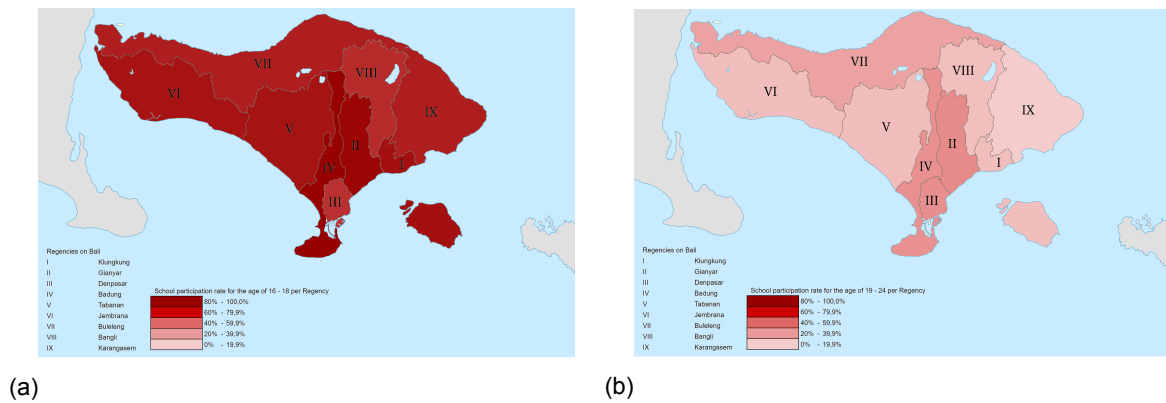 VII
VIII
VI
IX
V
II
I
IV
III
Regencies on Bali
I Klungkung
II Gianyar
III Denpasar
IV Badung
V Tabanan
VI Jembrana
VII Buleleng
VIII Bangli
IX Karangasem
School participation rate for the age of 16 - 18 per Regency
80% - 100,0%
60% - 79,9%
40% - 59,9%
20% - 39,9%
0% - 19,9%
(a)
VII
VIII
VI
IX
V
II
I
IV
III
Regencies on Bali
I Klungkung
II Gianyar
III Denpasar
IV Badung
V Tabanan
VI Jembrana
VII Buleleng
VIII Bangli
IX Karangasem
School participation rate for the age of 19 - 24 per Regency
80% - 100,0%
60% - 79,9%
40% - 59,9%
20% - 39,9%
0% - 19,9%
(b)